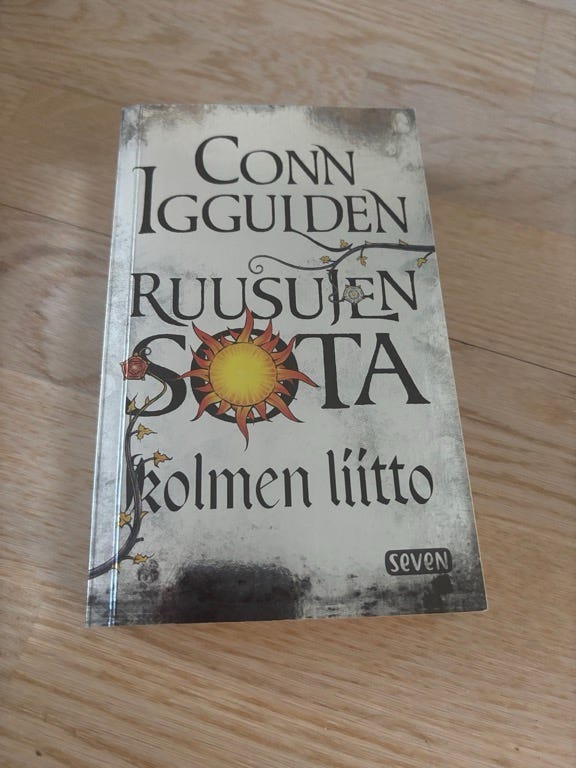 CONN
IGGULDEN
RUUSUJEN
SOTA
kolmen liitto
seven